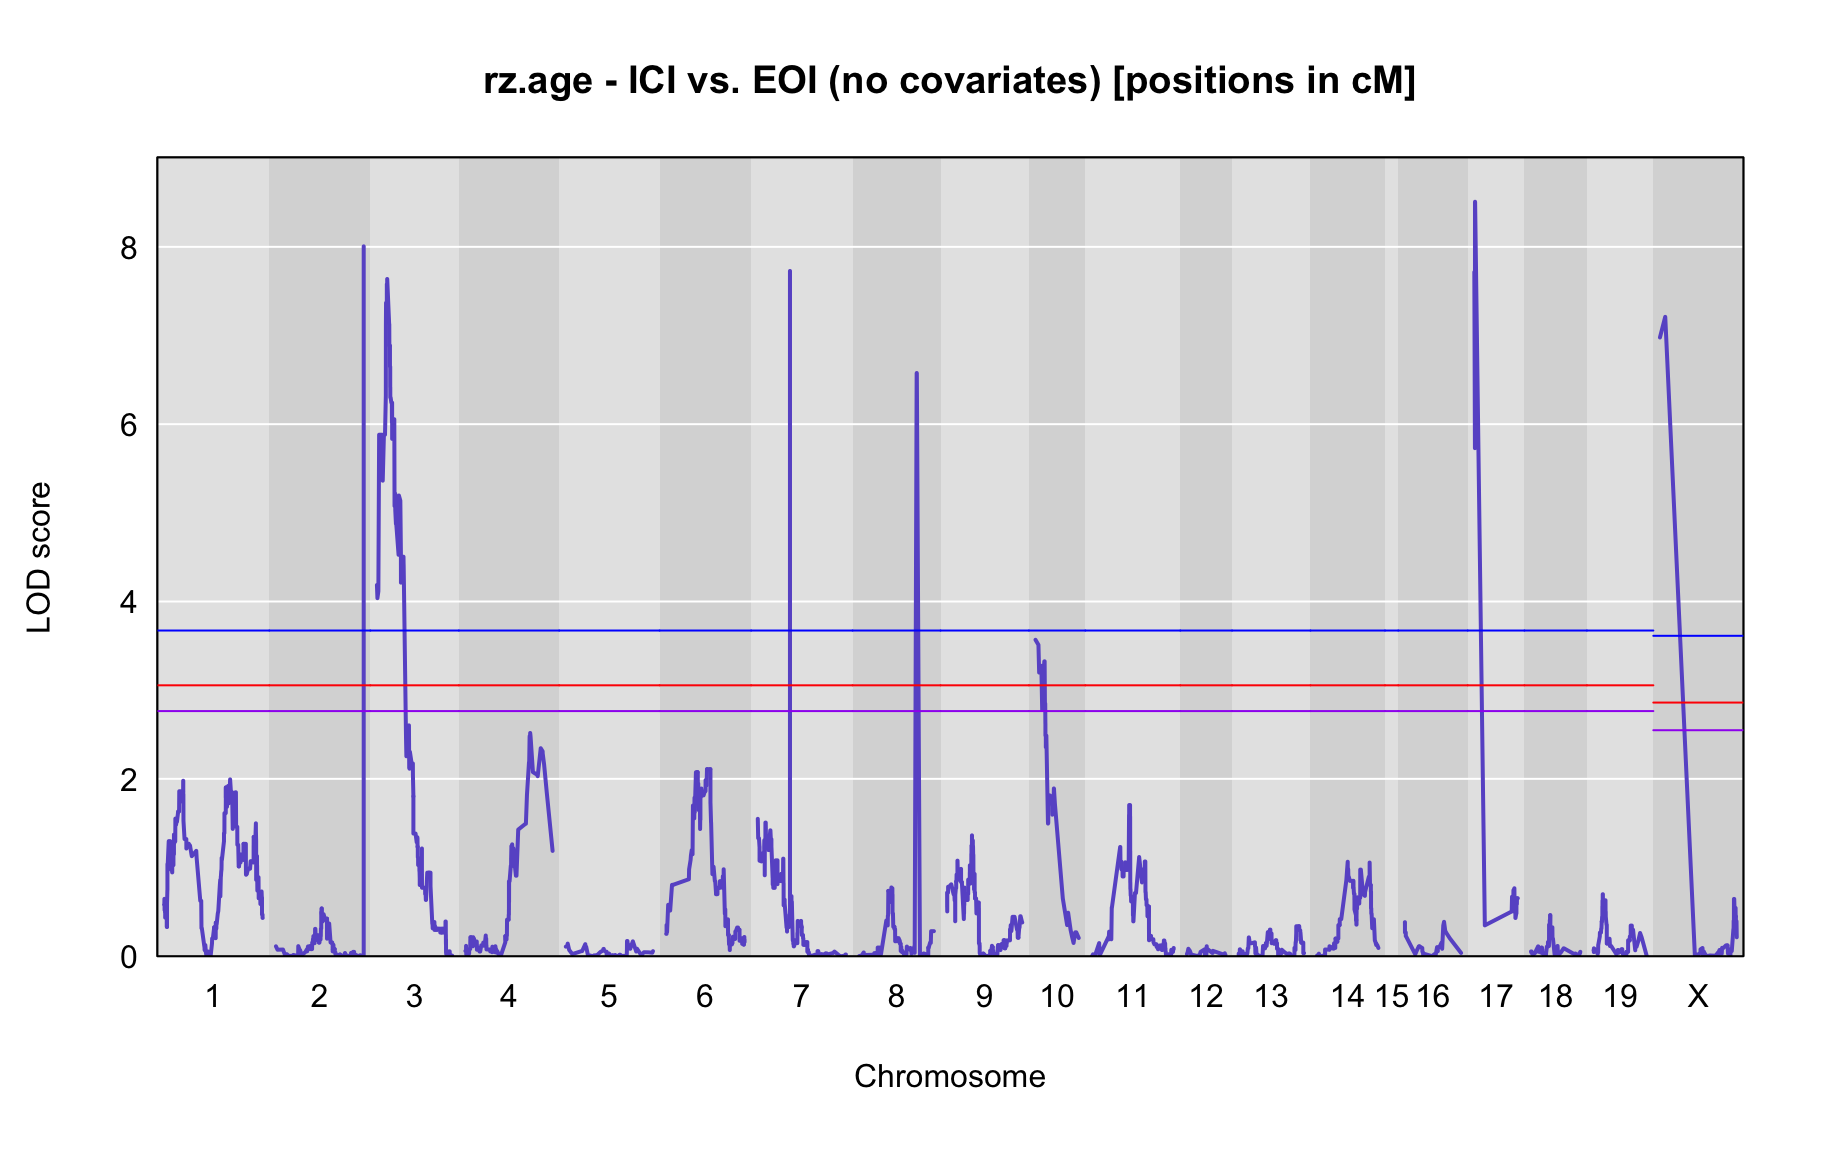 rz.age - ICI vs. EOI (no covariates) [positions in cM]
LOD score
8
6
4
2
0
1 2 3 4 5 6 7 8 9 10 11 12 13 14 15 16 17 18 19 X
Chromosome